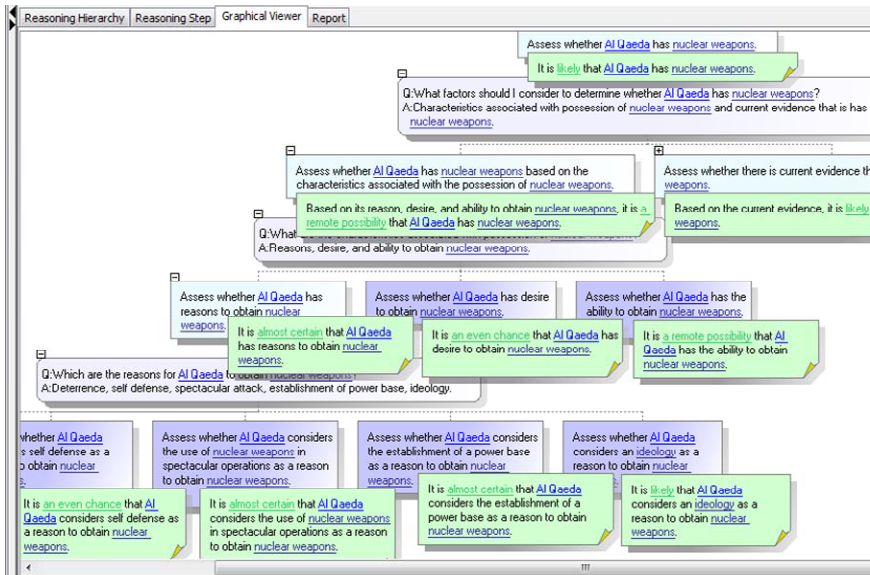 Reasoning Hierarchy Reasoning Step Graphical Viewer Report
Assess whether Al Qaeda has nuclear weapons.
It is likely that Al Qaeda has nuclear weapons.
Q:What factors should I consider to determine whether Al Qaeda has nuclear weapons?
A:Characteristics associated with possession of nuclear weapons and current evidence that is has
nuclear weapons.
Assess whether Al Qaeda has nuclear weapons based on the
characteristics associated with the possession of nuclear weapons.
Based on its reason, desire, and ability to obtain nuclear weapons, it is a
remote possibility that Al Qaeda has nuclear weapons.
Assess whether there is current evidence
weapons.
Based on the current evidence, it is likely
weapons.
Q:What
A:Reasons, desire, and ability to obtain nuclear weapons.
Assess whether Al Qaeda has
reasons to obtain nuclear
weapons.
It is almost certain that Al Qaeda
has reasons to obtain nuclear
weapons.
Assess whether Al Qaeda has desire
to obtain nuclear weapons.
It is an even chance that Al Qaeda has
desire to obtain nuclear weapons.
Assess whether Al Qaeda has the
ability to obtain nuclear weapons.
It is a remote possibility that Al
Qaeda has the ability to obtain
nuclear weapons.
Q:Which are the reasons for Al Qaeda to obtain nuclear weapons?
A:Deterrence, self defense, spectacular attack, establishment of power base, ideology.
whether Al Qaeda
self defense as a
obtain nuclear
It is an even chance that Al
Qaeda considers self defense as
a reason to obtain nuclear
weapons.
Assess whether Al Qaeda considers
the use of nuclear weapons in
spectacular operations as a reason
to obtain nuclear weapons.
It is almost certain that Al Qaeda
considers the use of nuclear weapons
in spectacular operations as a reason
to obtain nuclear weapons.
Assess whether Al Qaeda considers
the establishment of a power base
as a reason to obtain nuclear
weapons.
It is almost certain that Al Qaeda
considers the establishment of a
power base as a reason to obtain
nuclear weapons.
Assess whether Al Qaeda
considers an ideology as a
reason to obtain nuclear
weapons.
It is likely that Al Qaeda
considers an ideology as a
reason to obtain nuclear
weapons.